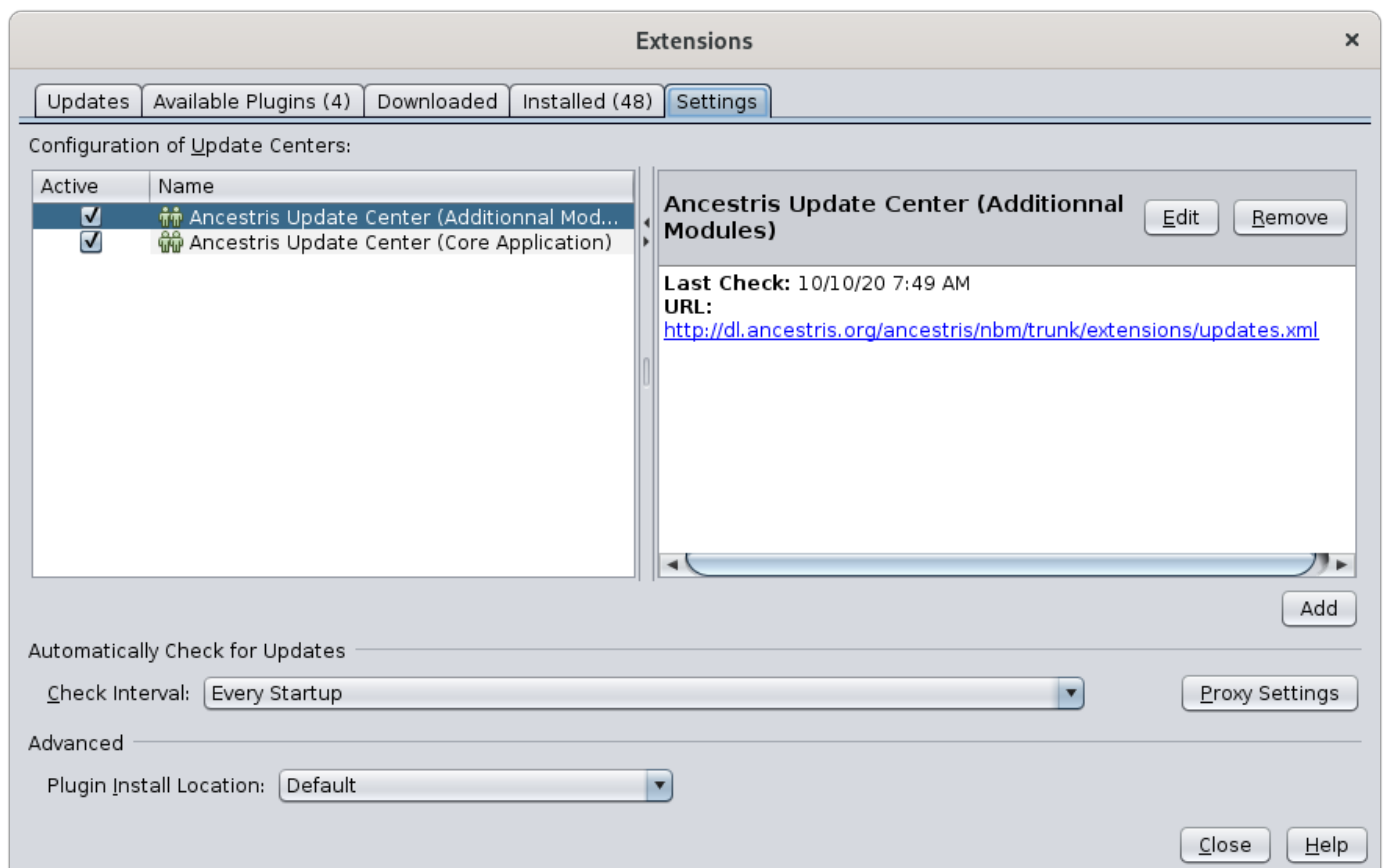 Extensions
Updates Available Plugins (4) Downloaded Installed (48) Settings
Configuration of Update Centers:
Active Name
Ancestris Update Center (Additionnal Mod...
Ancestris Update Center (Core Application)
Ancestris Update Center (Additionnal
Modules)
Edit Remove
Last Check: 10/10/20 7:49 AM
URL:
http://dl.ancestris.org/ancestris/nbm/trunk/extensions/updates.xml
Add
Automatically Check for Updates
Check Interval: Every Startup
Proxy Settings
Advanced
Plugin Install Location: Default
Close Help